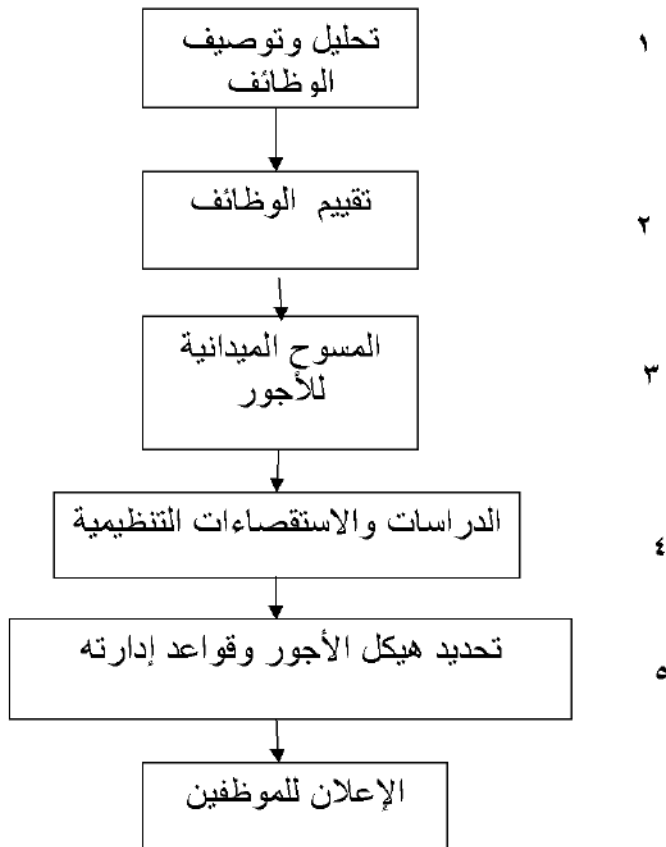 تحليل وتوصيف
الوظائف
١
تقييم الوظائف
٢
المسوح الميدانية
للأجور
٣
الدراسات والاستقصاءات التنظيمية
٤
تحديد هيكل الأجور وقواعد إدارته
٥
الإعلان للموظفين